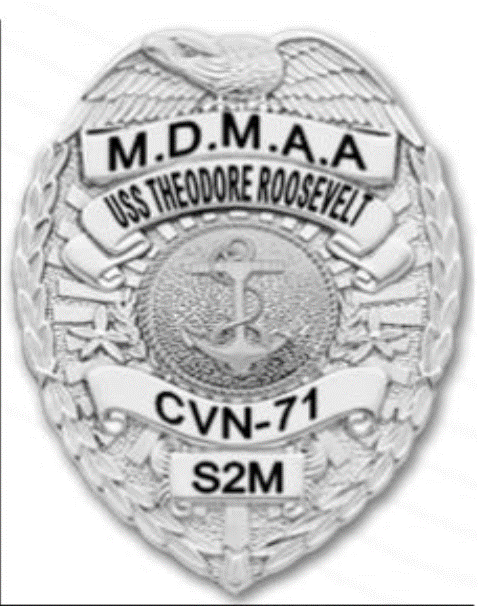 M.D.M.A.A
USS THEODORE ROOSEVELT
CVN-71
S2M